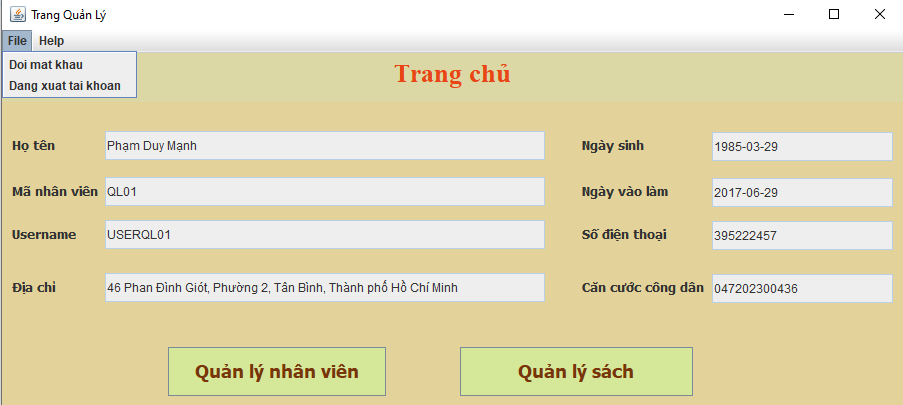 Trang Quản Lý
File Help
Doi mat khau
Dang xuat tai khoan
Trang chủ
Họ tên Phạm Duy Mạnh Ngày sinh 1985-03-29
Mã nhân viên QL01 Ngày vào làm 2017-06-29
Username USERQL01 Số điện thoại 395222457
Địa chỉ 46 Phan Đình Giót, Phường 2, Tân Bình, Thành phố Hồ Chí Minh Căn cước công dân 047202300436
Quản lý nhân viên Quản lý sách